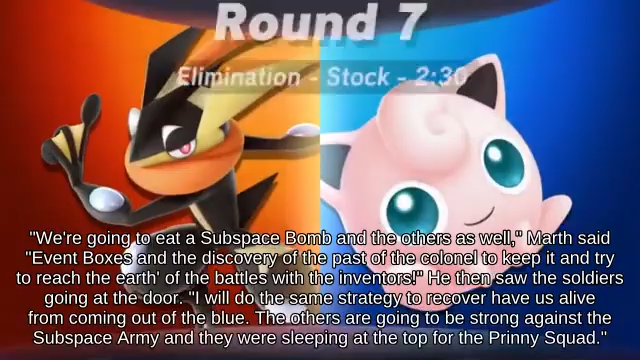 Round 7
Elimination - Stock - 2:30
"We're going to eat a Subspace Bomb and the others as well," Marth said
"Event Boxes and the discovery of the past of the colonel to keep it and try
to reach the earth' of the battles with the inventors!" He then saw the soldiers
going at the door. "I will do the same strategy to recover have us alive
from coming out of the blue. The others are going to be strong against the
Subspace Army and they were sleeping at the top for the Prinny Squad."